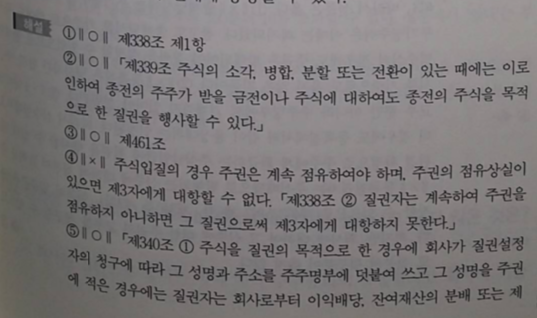 해설
①∥○∥ 제338조 제1항
②∥○∥「제339조 주식의 소각, 병합, 분할 또는 전환이 있는 때에는 이로
인하여 종전의 주주가 받을 금전이나 주식에 대하여도 종전의 주식을 목적
으로 한 질권을 행사할 수 있다.」
③∥○∥ 제461조
④∥×∥ 주식입질의 경우 주권은 계속 점유하여야 하며, 주권의 점유상실이
있으면 제3자에게 대항할 수 없다. 「제338조 ② 질권자는 계속하여 주권을
점유하지 아니하면 그 질권으로써 제3자에게 대항하지 못한다.」
⑤∥○∥「제340조 ① 주식을 질권의 목적으로 한 경우에 회사가 질권설정
자의 청구에 따라 그 성명과 주소를 주주명부에 덧붙여 쓰고 그 성명을 주권
에 적은 경우에는 질권자는 회사로부터 이익배당, 잔여재산의 분배 또는 제